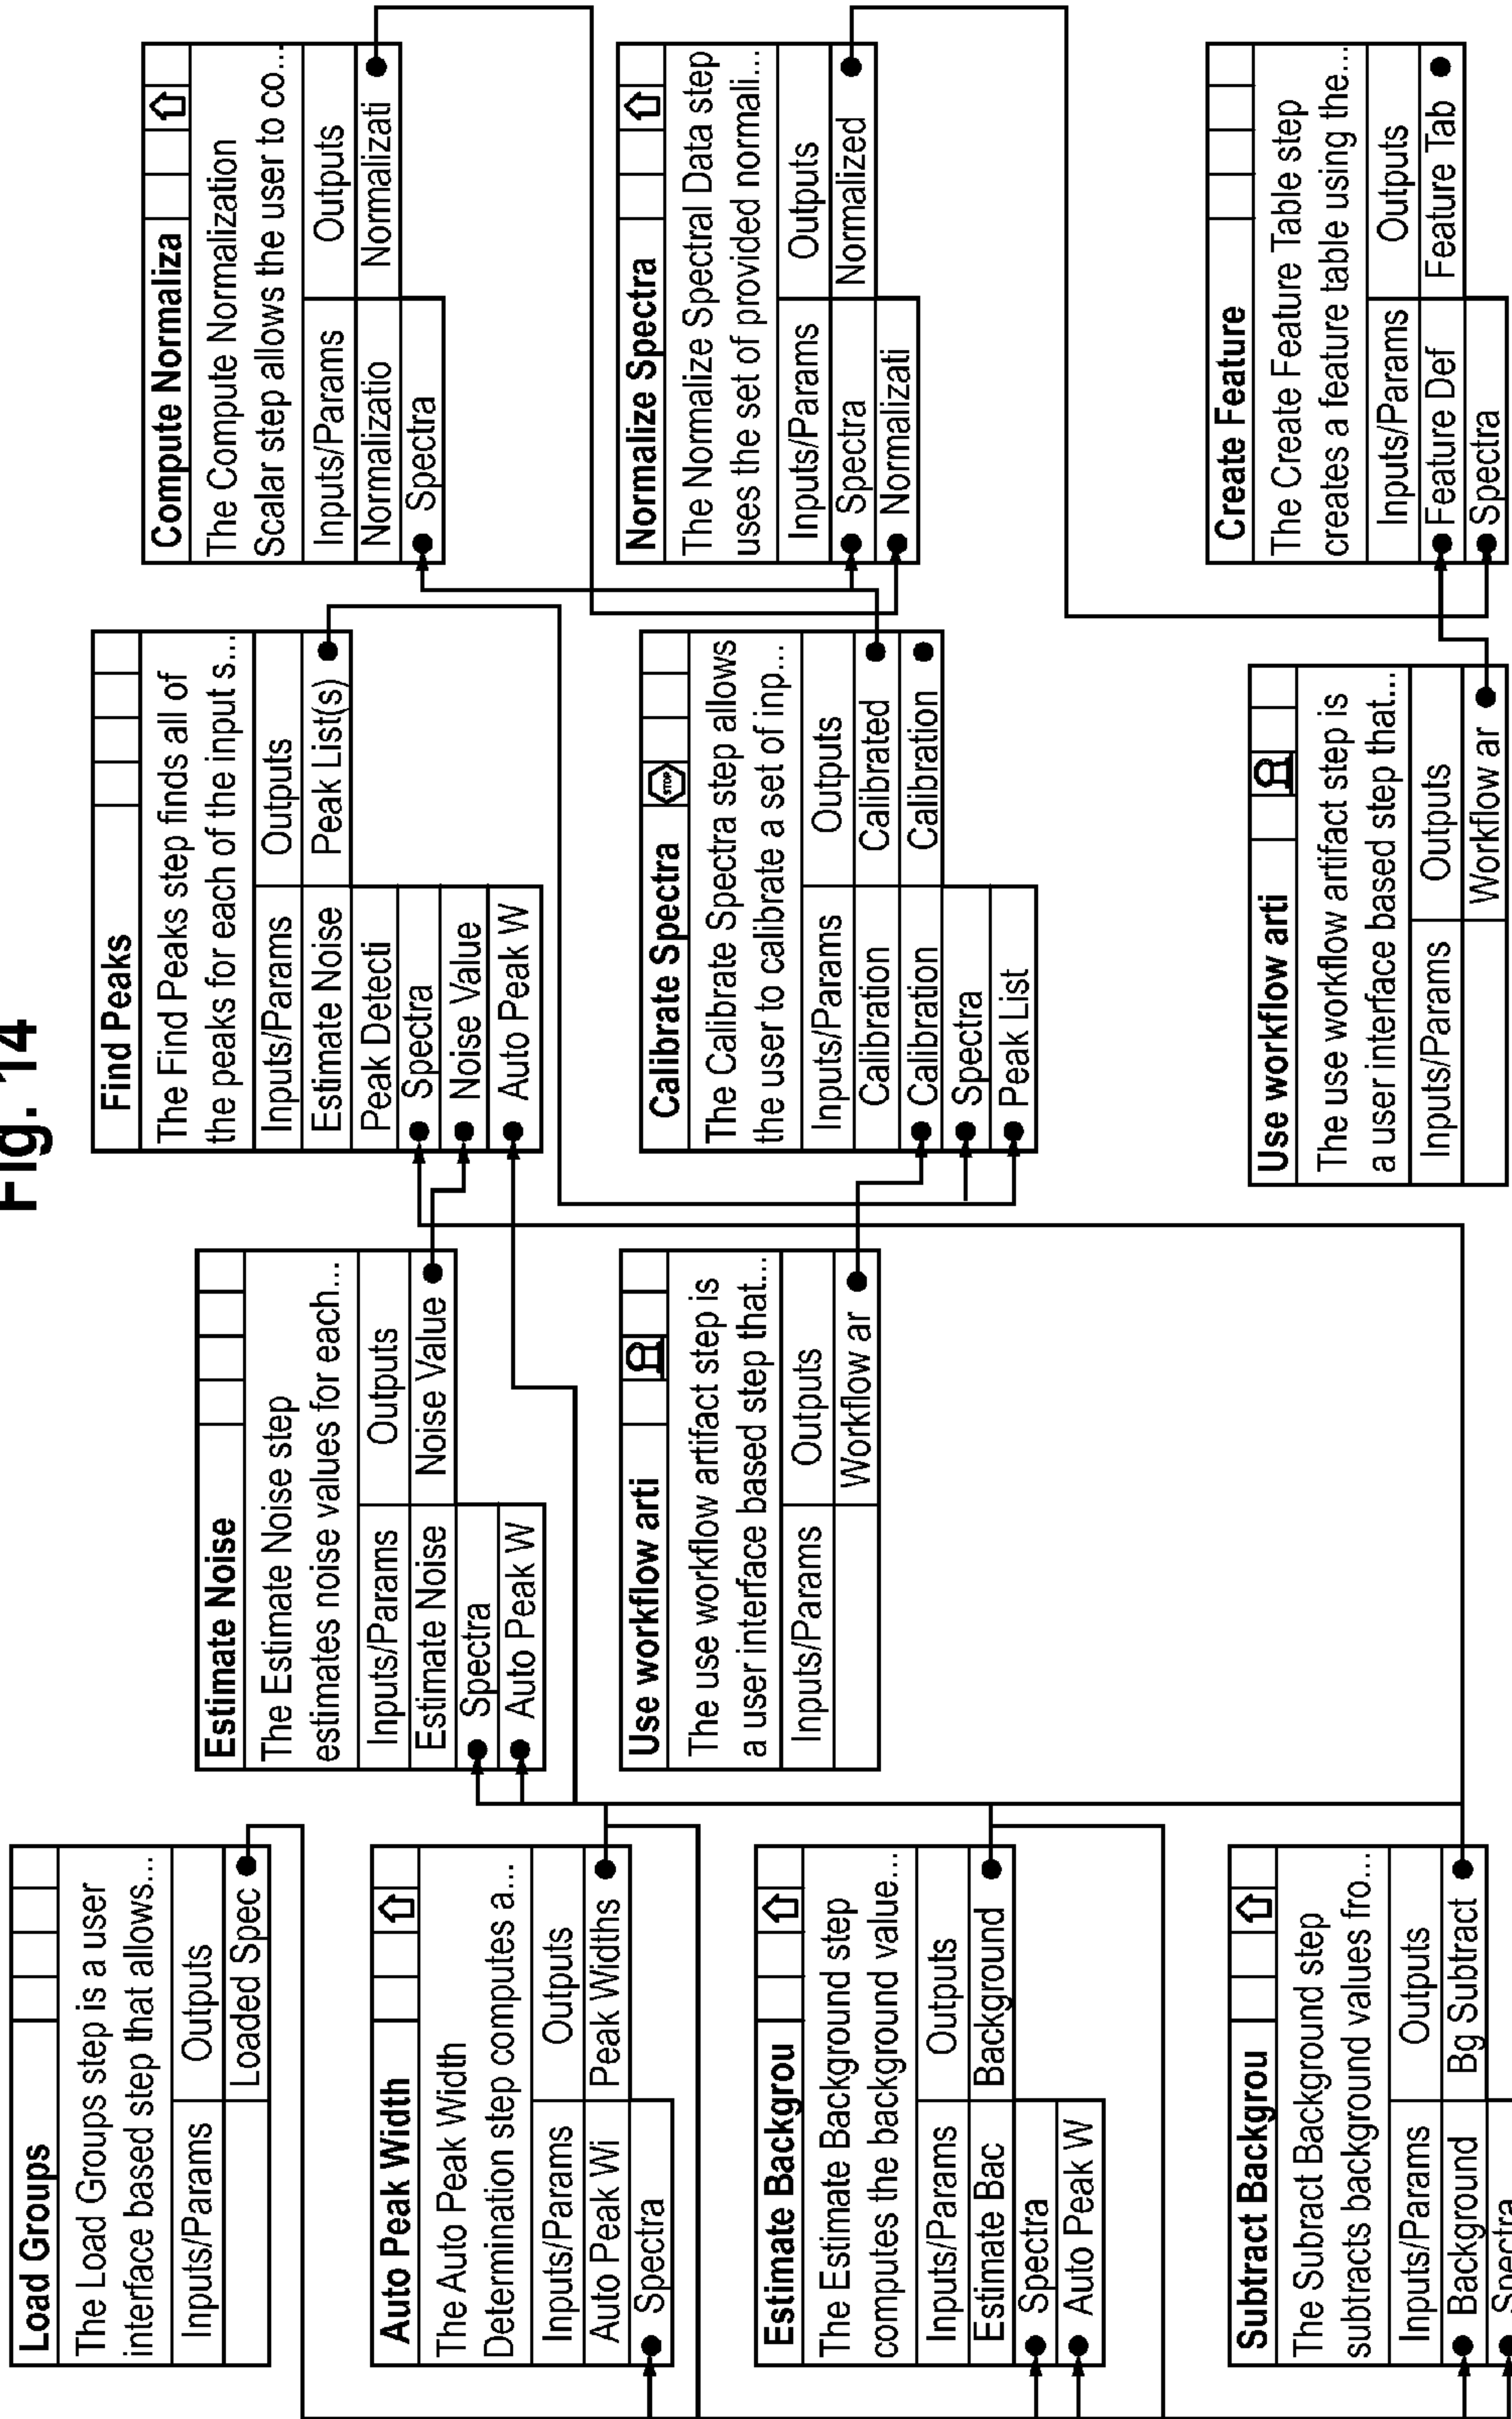 Fig. 14
Load Groups
The Load Groups step is a user
interface based step that allows...
Inputs/Params Outputs
Loaded Spec
Auto Peak Width
The Auto Peak Width
Determination step computes a...
Inputs/Params Outputs
Auto Peak Wi Peak Widths
Spectra
Estimate Backgrou
The Estimate Background step
computes the background value...
Inputs/Params Outputs
Estimate Bac Background
Spectra
Auto Peak W
Subtract Backgrou
The Subract Background step
subtracts background values fro...
Inputs/Params Outputs
Background Bg Subtract
Spectra
Estimate Noise
The Estimate Noise step
estimates noise values for each...
Inputs/Params Outputs
Estimate Noise Noise Value
Spectra
Auto Peak W
Use workflow arti
The use workflow artifact step is
a user interface based step that...
Inputs/Params Outputs
Workflow ar
Find Peaks
The Find Peaks step finds all of
the peaks for each of the input s...
Inputs/Params Outputs
Estimate Noise Peak List(s)
Peak Detecti
Spectra
Noise Value
Auto Peak W
Calibrate Spectra STOP
The Calibrate Spectra step allows
the user to calibrate a set of inp...
Inputs/Params Outputs
Calibration Calibrated
Calibration Calibration
Spectra
Peak List
Use workflow arti
The use workflow artifact step is
a user interface based step that...
Inputs/Params Outputs
Workflow ar
Compute Normaliza
The Compute Normalization
Scalar step allows the user to co...
Inputs/Params Outputs
Normalizatio Normalizati
Spectra
Normalize Spectra
The Normalize Spectral Data step
uses the set of provided normali...
Inputs/Params Outputs
Spectra Normalized
Normalizati
Create Feature
The Create Feature Table step
creates a feature table using the...
Inputs/Params Outputs
Feature Def Feature Tab
Spectra